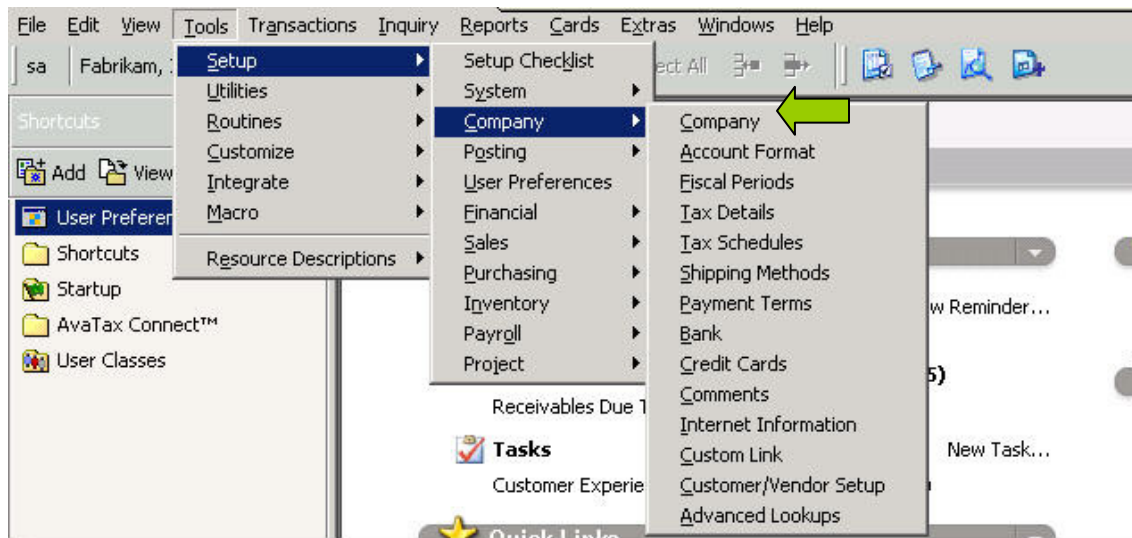 File Edit View Tools Transactions Inquiry Reports Cards Extras Windows Help
sa Fabrikam,
ect All
Shortcuts
Add View
User Preferen
Shortcuts
Startup
AvaTax Connect™
User Classes
Setup
Utilities
Routines
Customize
Integrate
Macro
Resource Descriptions
Setup Checklist
System
Company
Posting
User Preferences
Financial
Sales
Purchasing
Inventory
Payroll
Project
Company
Account Format
Fiscal Periods
Tax Details
Tax Schedules
Shipping Methods
Payment Terms
Bank
Credit Cards
Comments
Internet Information
Custom Link
Customer/Vendor Setup
Advanced Lookups
w Reminder...
5)
Receivables Due T
Tasks
New Task...
Customer Experie
Quick Links